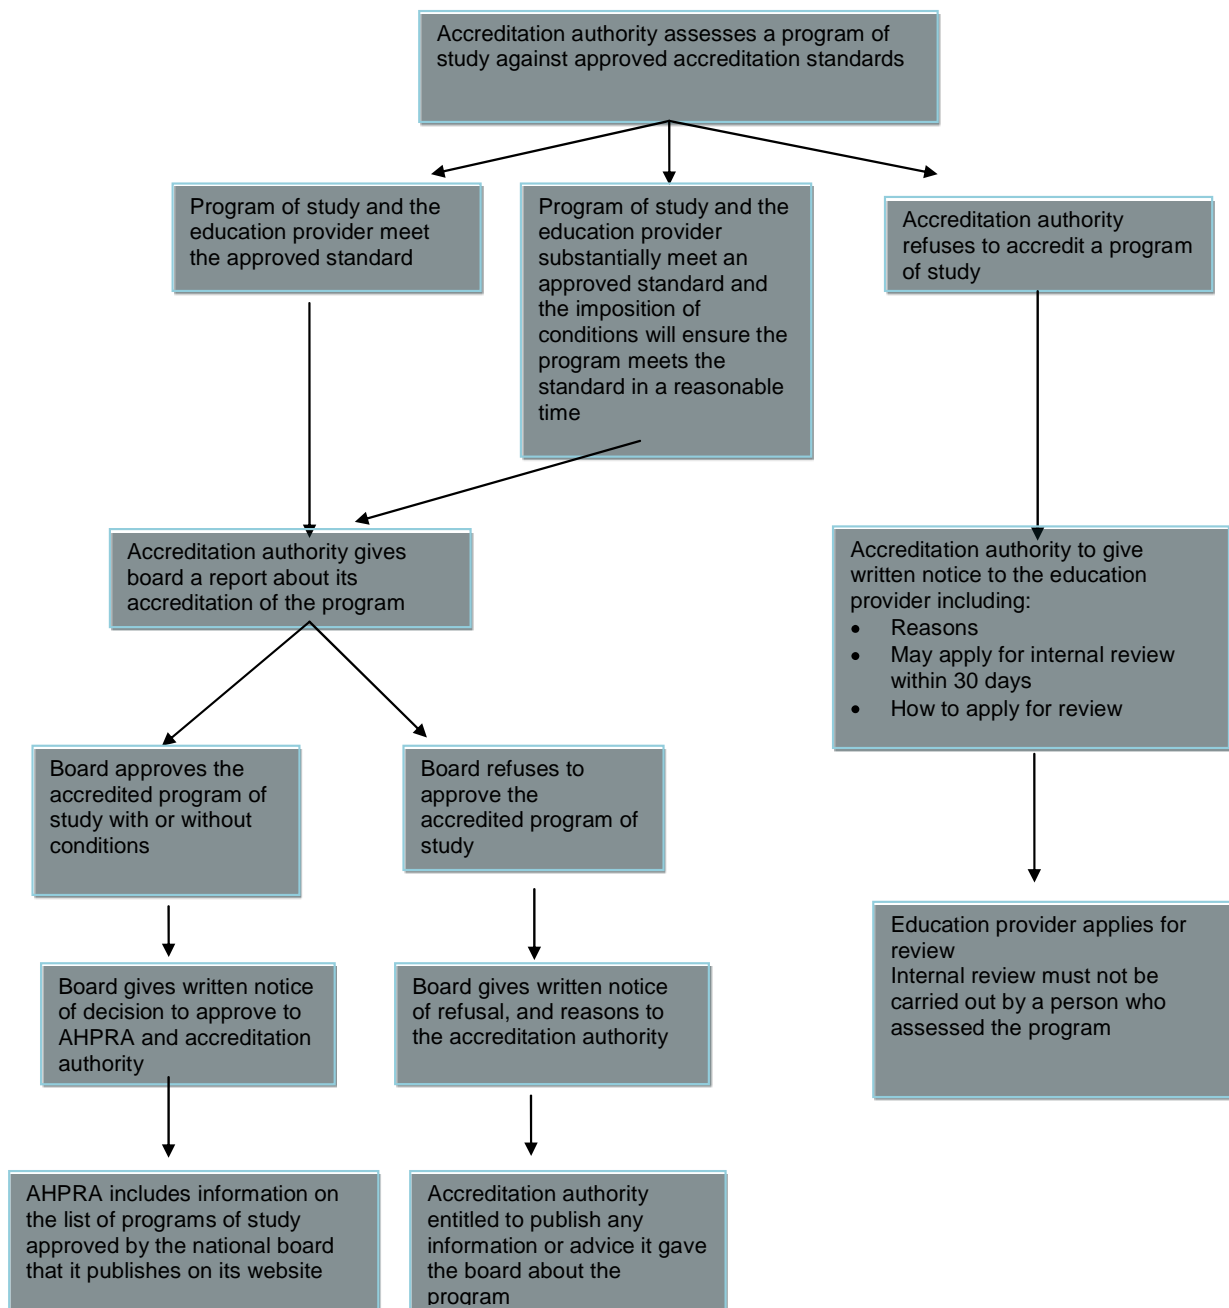 Accreditation authority assesses a program of
study against approved accreditation standards
Program of study and the
education provider meet
the approved standard
Program of study and the
education provider
substantially meet an
approved standard and
the imposition of
conditions will ensure the
program meets the
standard in a reasonable
time
Accreditation authority
refuses to accredit a program
of study
Accreditation authority gives
board a report about its
accreditation of the program
Accreditation authority to give
written notice to the education
provider including:
• Reasons
• May apply for internal review
within 30 days
• How to apply for review
Board approves the
accredited program of
study with or without
conditions
Board refuses to
approve the
accredited program of
study
Education provider applies for
review
Internal review must not be
carried out by a person who
assessed the program
Board gives written notice
of decision to approve to
AHPRA and accreditation
authority
Board gives written notice
of refusal, and reasons to
the accreditation authority
AHPRA includes information on
the list of programs of study
approved by the national board
that it publishes on its website
Accreditation authority
entitled to publish any
information or advice it gave
the board about the
program